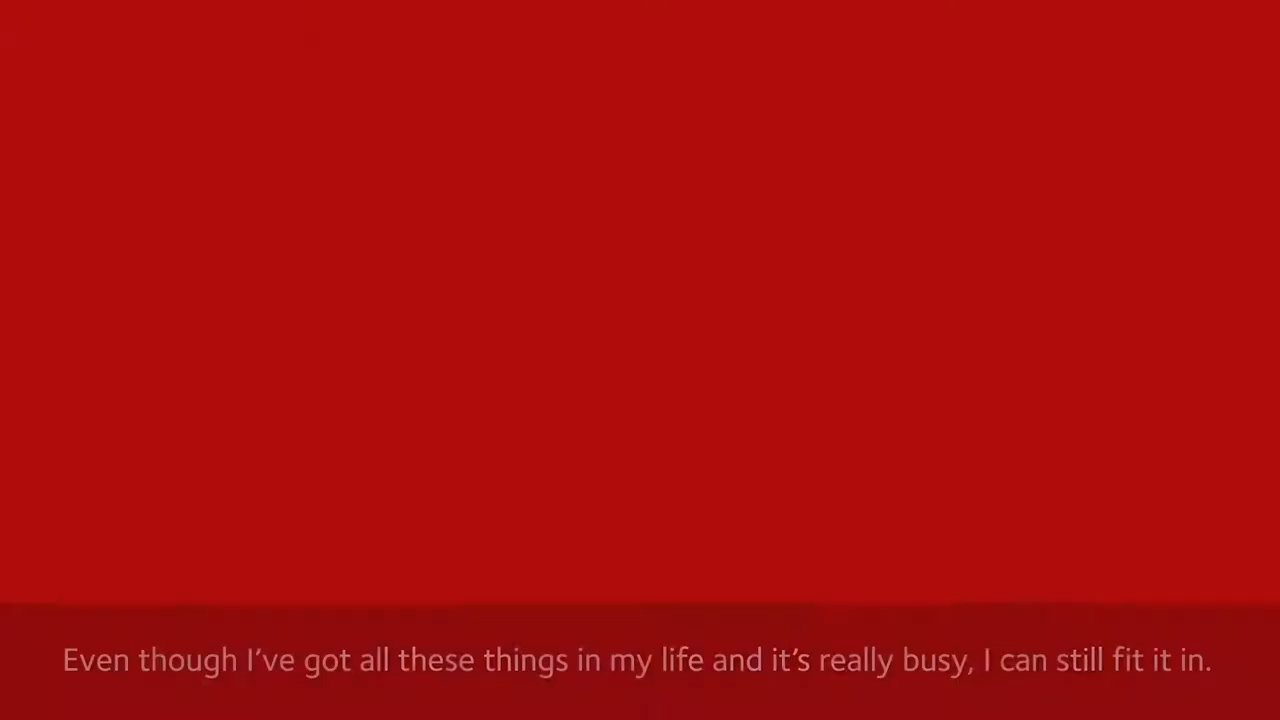 Even though I’ve got all these things in my life and it’s really busy, I can still fit it in.